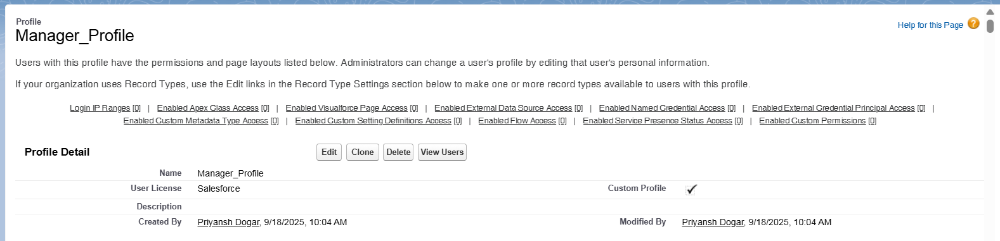 Profile
Manager_Profile
Help for this Page ?
Users with this profile have the permissions and page layouts listed below. Administrators can change a user's profile by editing that user's personal information.
If your organization uses Record Types, use the Edit links in the Record Type Settings section below to make one or more record types available to users with this profile.
Login IP Ranges [0] | Enabled Apex Class Access [0] | Enabled Visualforce Page Access [0] | Enabled External Data Source Access [0] | Enabled Named Credential Access [0] | Enabled External Credential Principal Access [0] |
Enabled Custom Metadata Type Access [0] | Enabled Custom Setting Definitions Access [0] | Enabled Flow Access [0] | Enabled Service Presence Status Access [0] | Enabled Custom Permissions [0]
Profile Detail Edit Clone Delete View Users
Name Manager_Profile
User License Salesforce Custom Profile ✓
Description
Created By Priyansh Dogar, 9/18/2025, 10:04 AM Modified By Priyansh Dogar, 9/18/2025, 10:04 AM